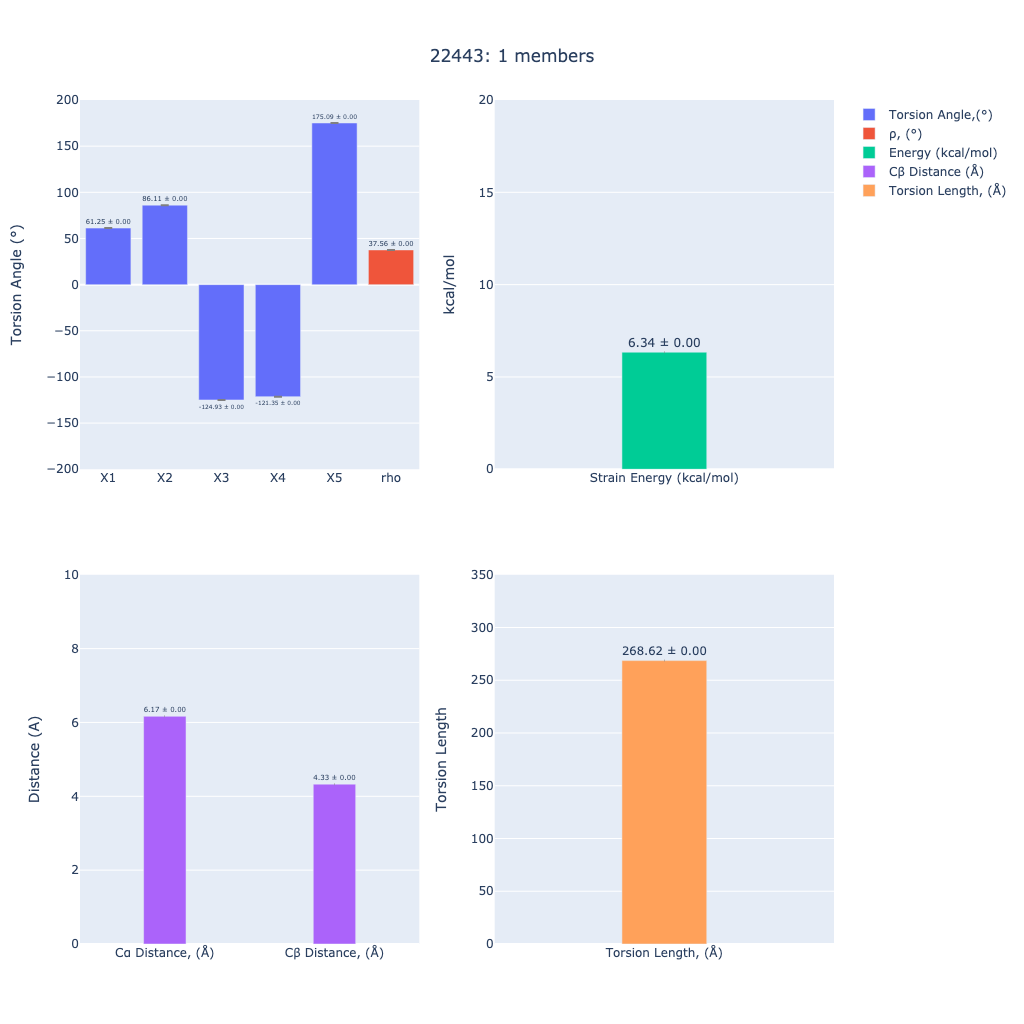 22443: 1 members
Torsion Angle (°)
200
150
100
50
0
−50
−100
−150
−200
61.25 ± 0.00
86.11 ± 0.00
-124.93 ± 0.00
-121.35 ± 0.00
175.09 ± 0.00
37.56 ± 0.00
X1 X2 X3 X4 X5 rho
kcal/mol
20
15
10
5
0
6.34 ± 0.00
Strain Energy (kcal/mol)
Torsion Angle,(°)
ρ, (°)
Energy (kcal/mol)
Cβ Distance (Å)
Torsion Length, (Å)
Distance (A)
10
8
6
4
2
0
6.17 ± 0.00
4.33 ± 0.00
Cα Distance, (Å) Cβ Distance, (Å)
Torsion Length
350
300
250
200
150
100
50
0
268.62 ± 0.00
Torsion Length, (Å)